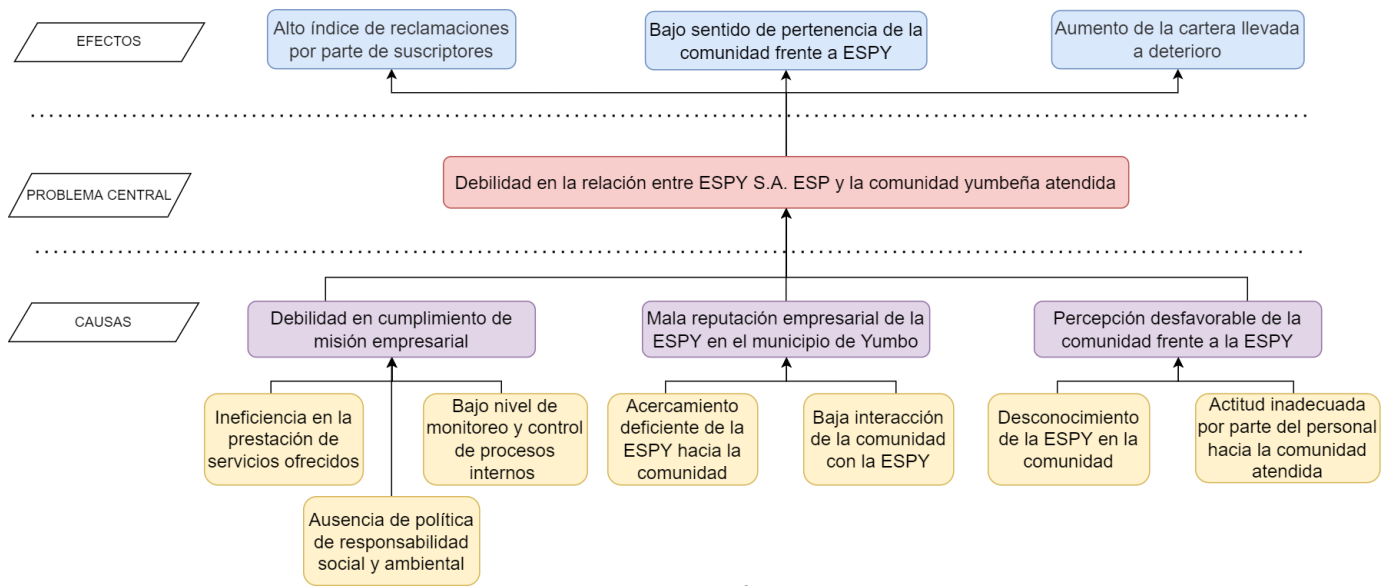 EFECTOS
Alto índice de reclamaciones
por parte de suscriptores
Bajo sentido de pertenencia de la
comunidad frente a ESPY
Aumento de la cartera llevada
a deterioro
PROBLEMA CENTRAL
Debilidad en la relación entre ESPY S.A. ESP y la comunidad yumbeña atendida
CAUSAS
Debilidad en cumplimiento de
misión empresarial
Mala reputación empresarial de la
ESPY en el municipio de Yumbo
Percepción desfavorable de la
comunidad frente a la ESPY
Ineficiencia en la
prestación de
servicios ofrecidos
Bajo nivel de
monitoreo y control
de procesos
internos
Acercamiento
deficiente de la
ESPY hacia la
comunidad
Baja interacción
de la comunidad
con la ESPY
Desconocimiento
de la ESPY en la
comunidad
Actitud inadecuada
por parte del personal
hacia la comunidad
atendida
Ausencia de política
de responsabilidad
social y ambiental